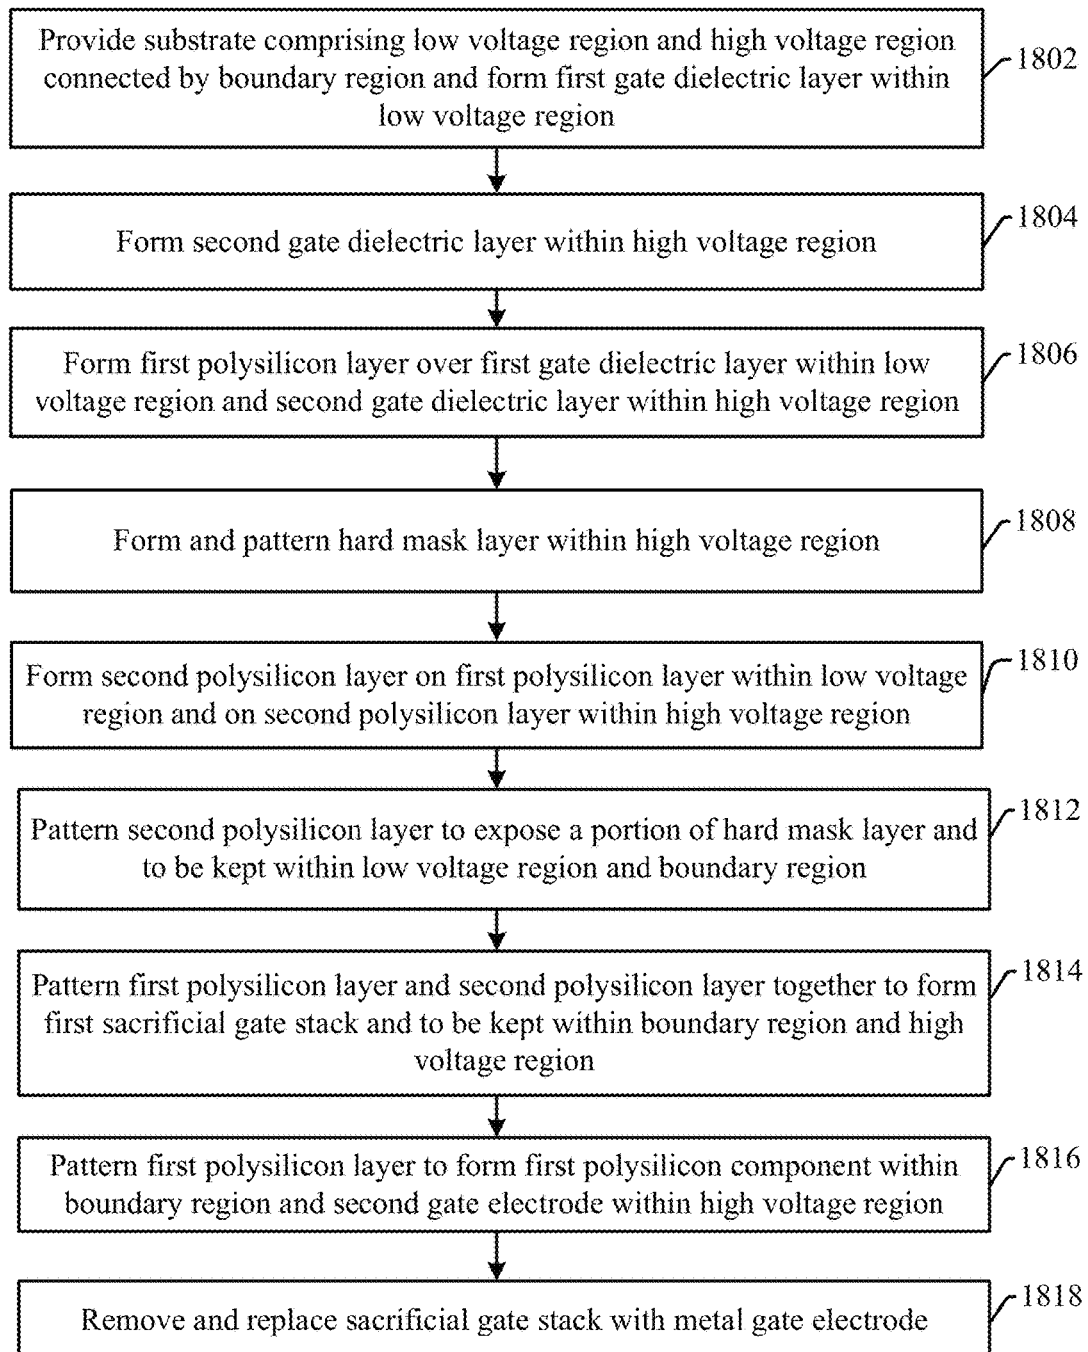 Provide substrate comprising low voltage region and high voltage region
connected by boundary region and form first gate dielectric layer within
low voltage region
1802
Form second gate dielectric layer within high voltage region
1804
Form first polysilicon layer over first gate dielectric layer within low
voltage region and second gate dielectric layer within high voltage region
1806
Form and pattern hard mask layer within high voltage region
1808
Form second polysilicon layer on first polysilicon layer within low voltage
region and on second polysilicon layer within high voltage region
1810
Pattern second polysilicon layer to expose a portion of hard mask layer and
to be kept within low voltage region and boundary region
1812
Pattern first polysilicon layer and second polysilicon layer together to form
first sacrificial gate stack and to be kept within boundary region and high
voltage region
1814
Pattern first polysilicon layer to form first polysilicon component within
boundary region and second gate electrode within high voltage region
1816
Remove and replace sacrificial gate stack with metal gate electrode
1818